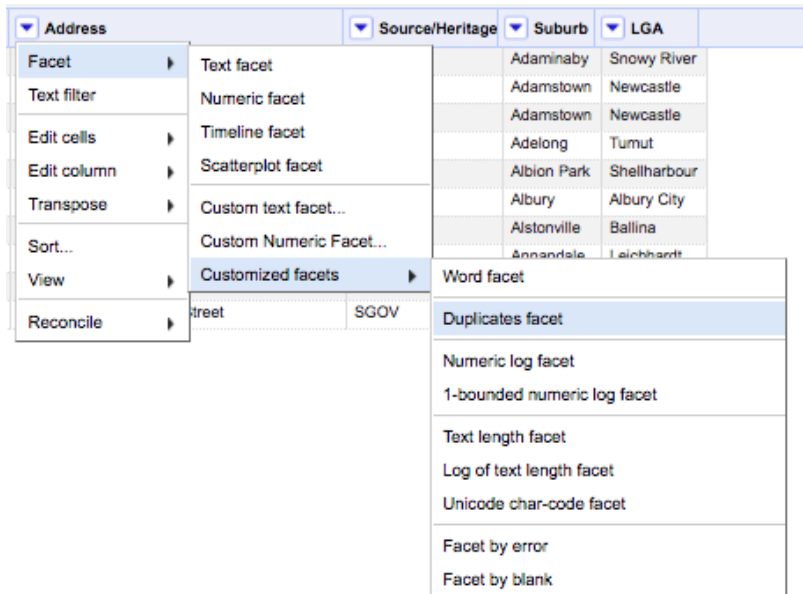 Address Source/Heritage Suburb LGA
Facet
Text filter
Edit cells
Edit column
Transpose
Sort...
View
Reconcile
Text facet
Numeric facet
Timeline facet
Scatterplot facet
Custom text facet...
Custom Numeric Facet...
Customized facets
Word facet
Duplicates facet
Numeric log facet
1-bounded numeric log facet
Text length facet
Log of text length facet
Unicode char-code facet
Facet by error
Facet by blank
Adaminaby Snowy River
Adamstown Newcastle
Adamstown Newcastle
Adelong Tumut
Albion Park Shellharbour
Albury Albury City
Alstonville Ballina
Annandale Leichhardt
Street SGOV